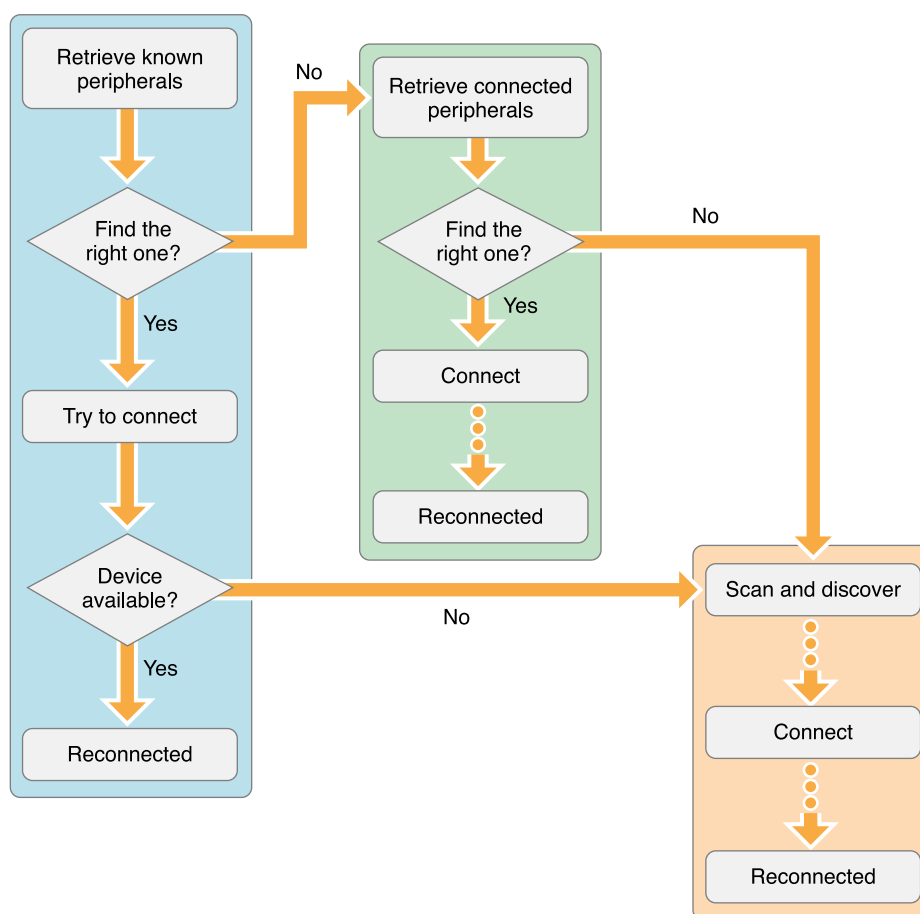 Retrieve known
peripherals
Find the
right one?
Yes
Try to connect
Device
available?
Yes
Reconnected
No
Retrieve connected
peripherals
Find the
right one?
Yes
Connect
Reconnected
No
No
Scan and discover
Connect
Reconnected